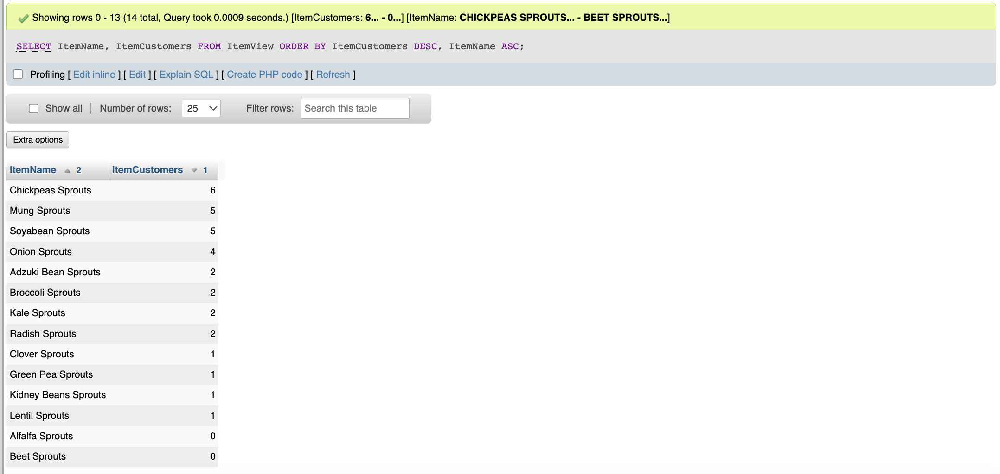 Showing rows 0 - 13 (14 total, Query took 0.0009 seconds.) [ItemCustomers: 6... - 0...] [ItemName: CHICKPEAS SPROUTS... - BEET SPROUTS...]
SELECT ItemName, ItemCustomers FROM ItemView ORDER BY ItemCustomers DESC, ItemName ASC;
Profiling [ Edit inline ] [ Edit ] [ Explain SQL ] [ Create PHP code ] [ Refresh ]
Show all | Number of rows: 25 Filter rows: Search this table
Extra options
ItemName 2 ItemCustomers 1
Chickpeas Sprouts 6
Mung Sprouts 5
Soyabean Sprouts 5
Onion Sprouts 4
Adzuki Bean Sprouts 2
Broccoli Sprouts 2
Kale Sprouts 2
Radish Sprouts 2
Clover Sprouts 1
Green Pea Sprouts 1
Kidney Beans Sprouts 1
Lentil Sprouts 1
Alfalfa Sprouts 0
Beet Sprouts 0